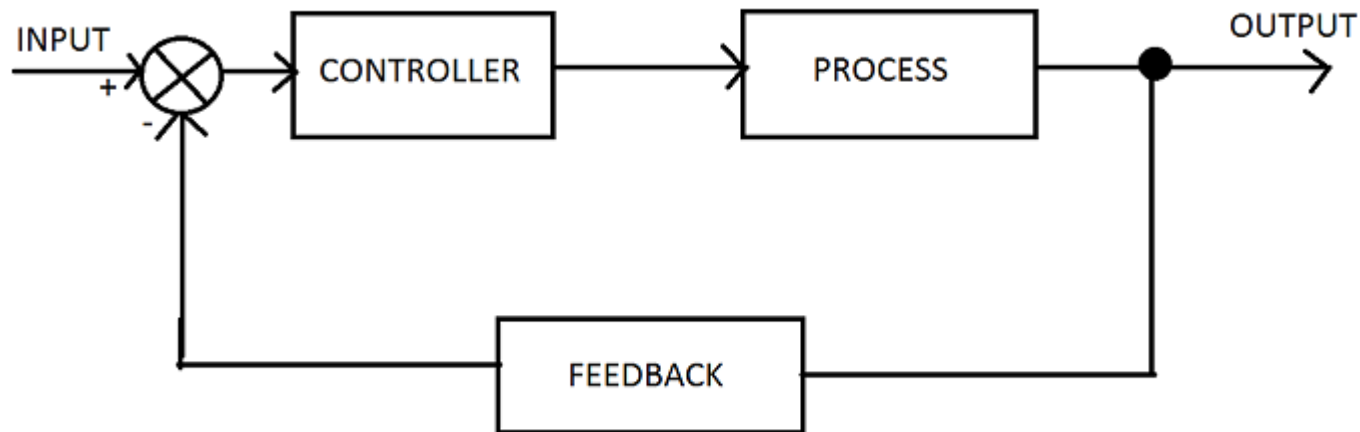 INPUT
OUTPUT
CONTROLLER
PROCESS
+
-
FEEDBACK